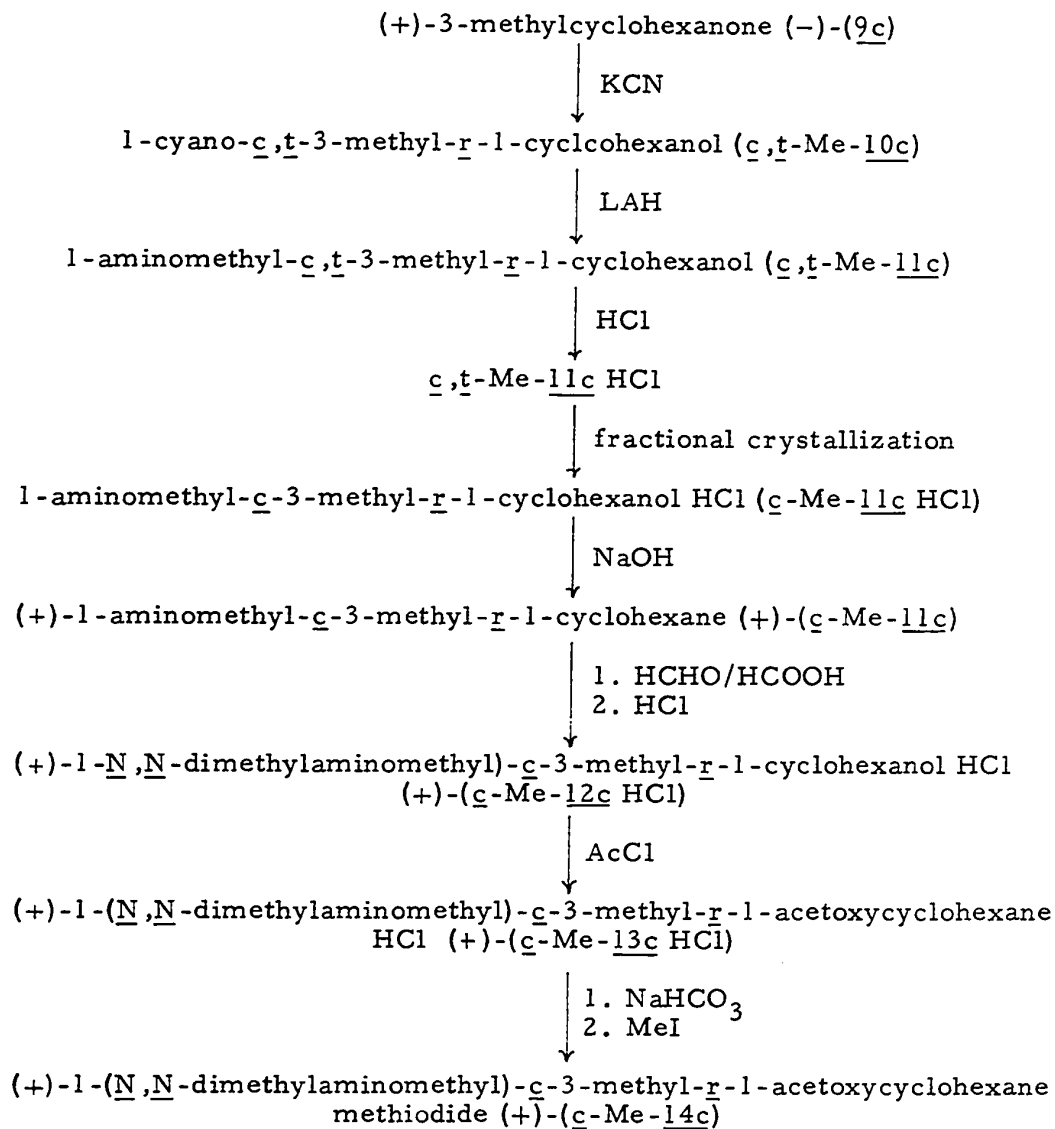 (+)-3-methylcyclohexanone (-)-(9c)
KCN
1-cyano-c,t-3-methyl-r-1-cyclcohexanol (c,t-Me-10c)
LAH
1-aminomethyl-c,t-3-methyl-r-1-cyclohexanol (c,t-Me-11c)
HCl
c,t-Me-11c HCl
fractional crystallization
1-aminomethyl-c-3-methyl-r-1-cyclohexanol HCl (c-Me-11c HCl)
NaOH
(+)-1-aminomethyl-c-3-methyl-r-1-cyclohexane (+)-(c-Me-11c)
1. HCHO/HCOOH
2. HCl
(+)-1-N,N-dimethylaminomethyl)-c-3-methyl-r-1-cyclohexanol HCl
(+)-(c-Me-12c HCl)
AcCl
(+)-1-(N,N-dimethylaminomethyl)-c-3-methyl-r-1-acetoxycyclohexane
HCl (+)-(c-Me-13c HCl)
1. NaHCO3
2. MeI
(+)-1-(N,N-dimethylaminomethyl)-c-3-methyl-r-1-acetoxycyclohexane
methiodide (+)-(c-Me-14c)